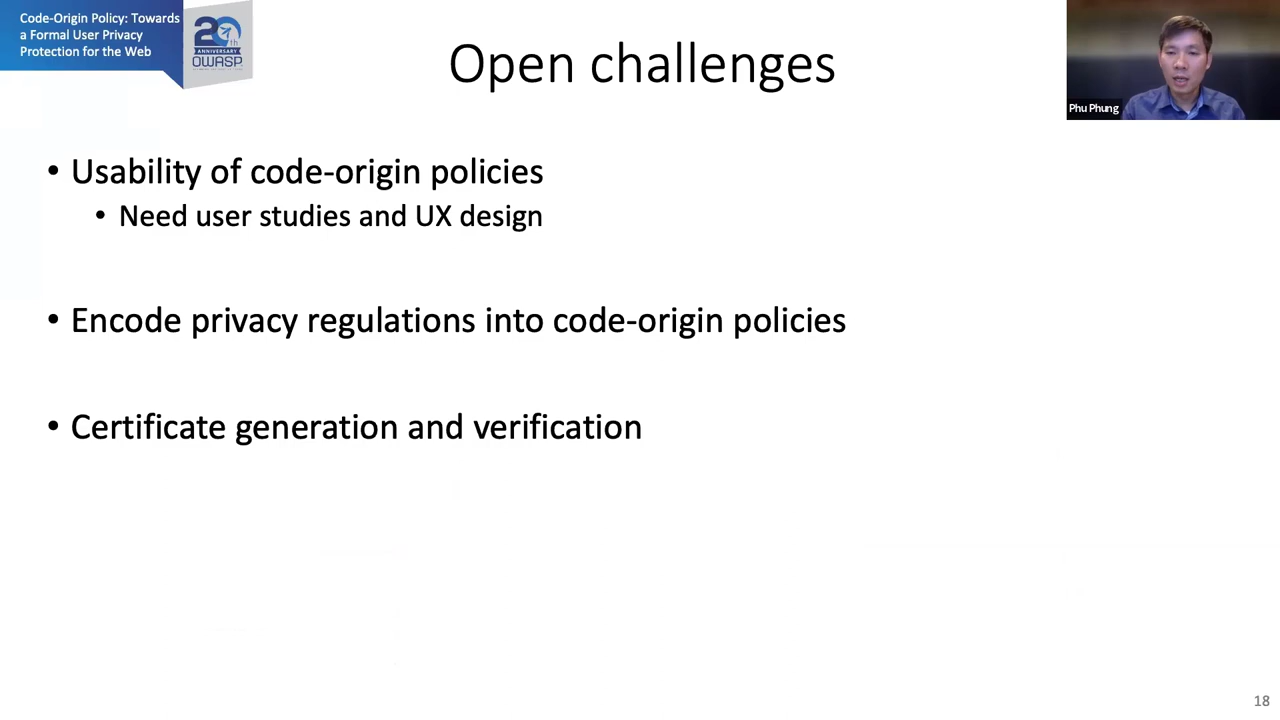 Code-Origin Policy: Towards
a Formal User Privacy
Protection for the Web
20th
ANNIVERSARY
OWASP
Open challenges
Phu Phung
• Usability of code-origin policies
• Need user studies and UX design
• Encode privacy regulations into code-origin policies
• Certificate generation and verification
18